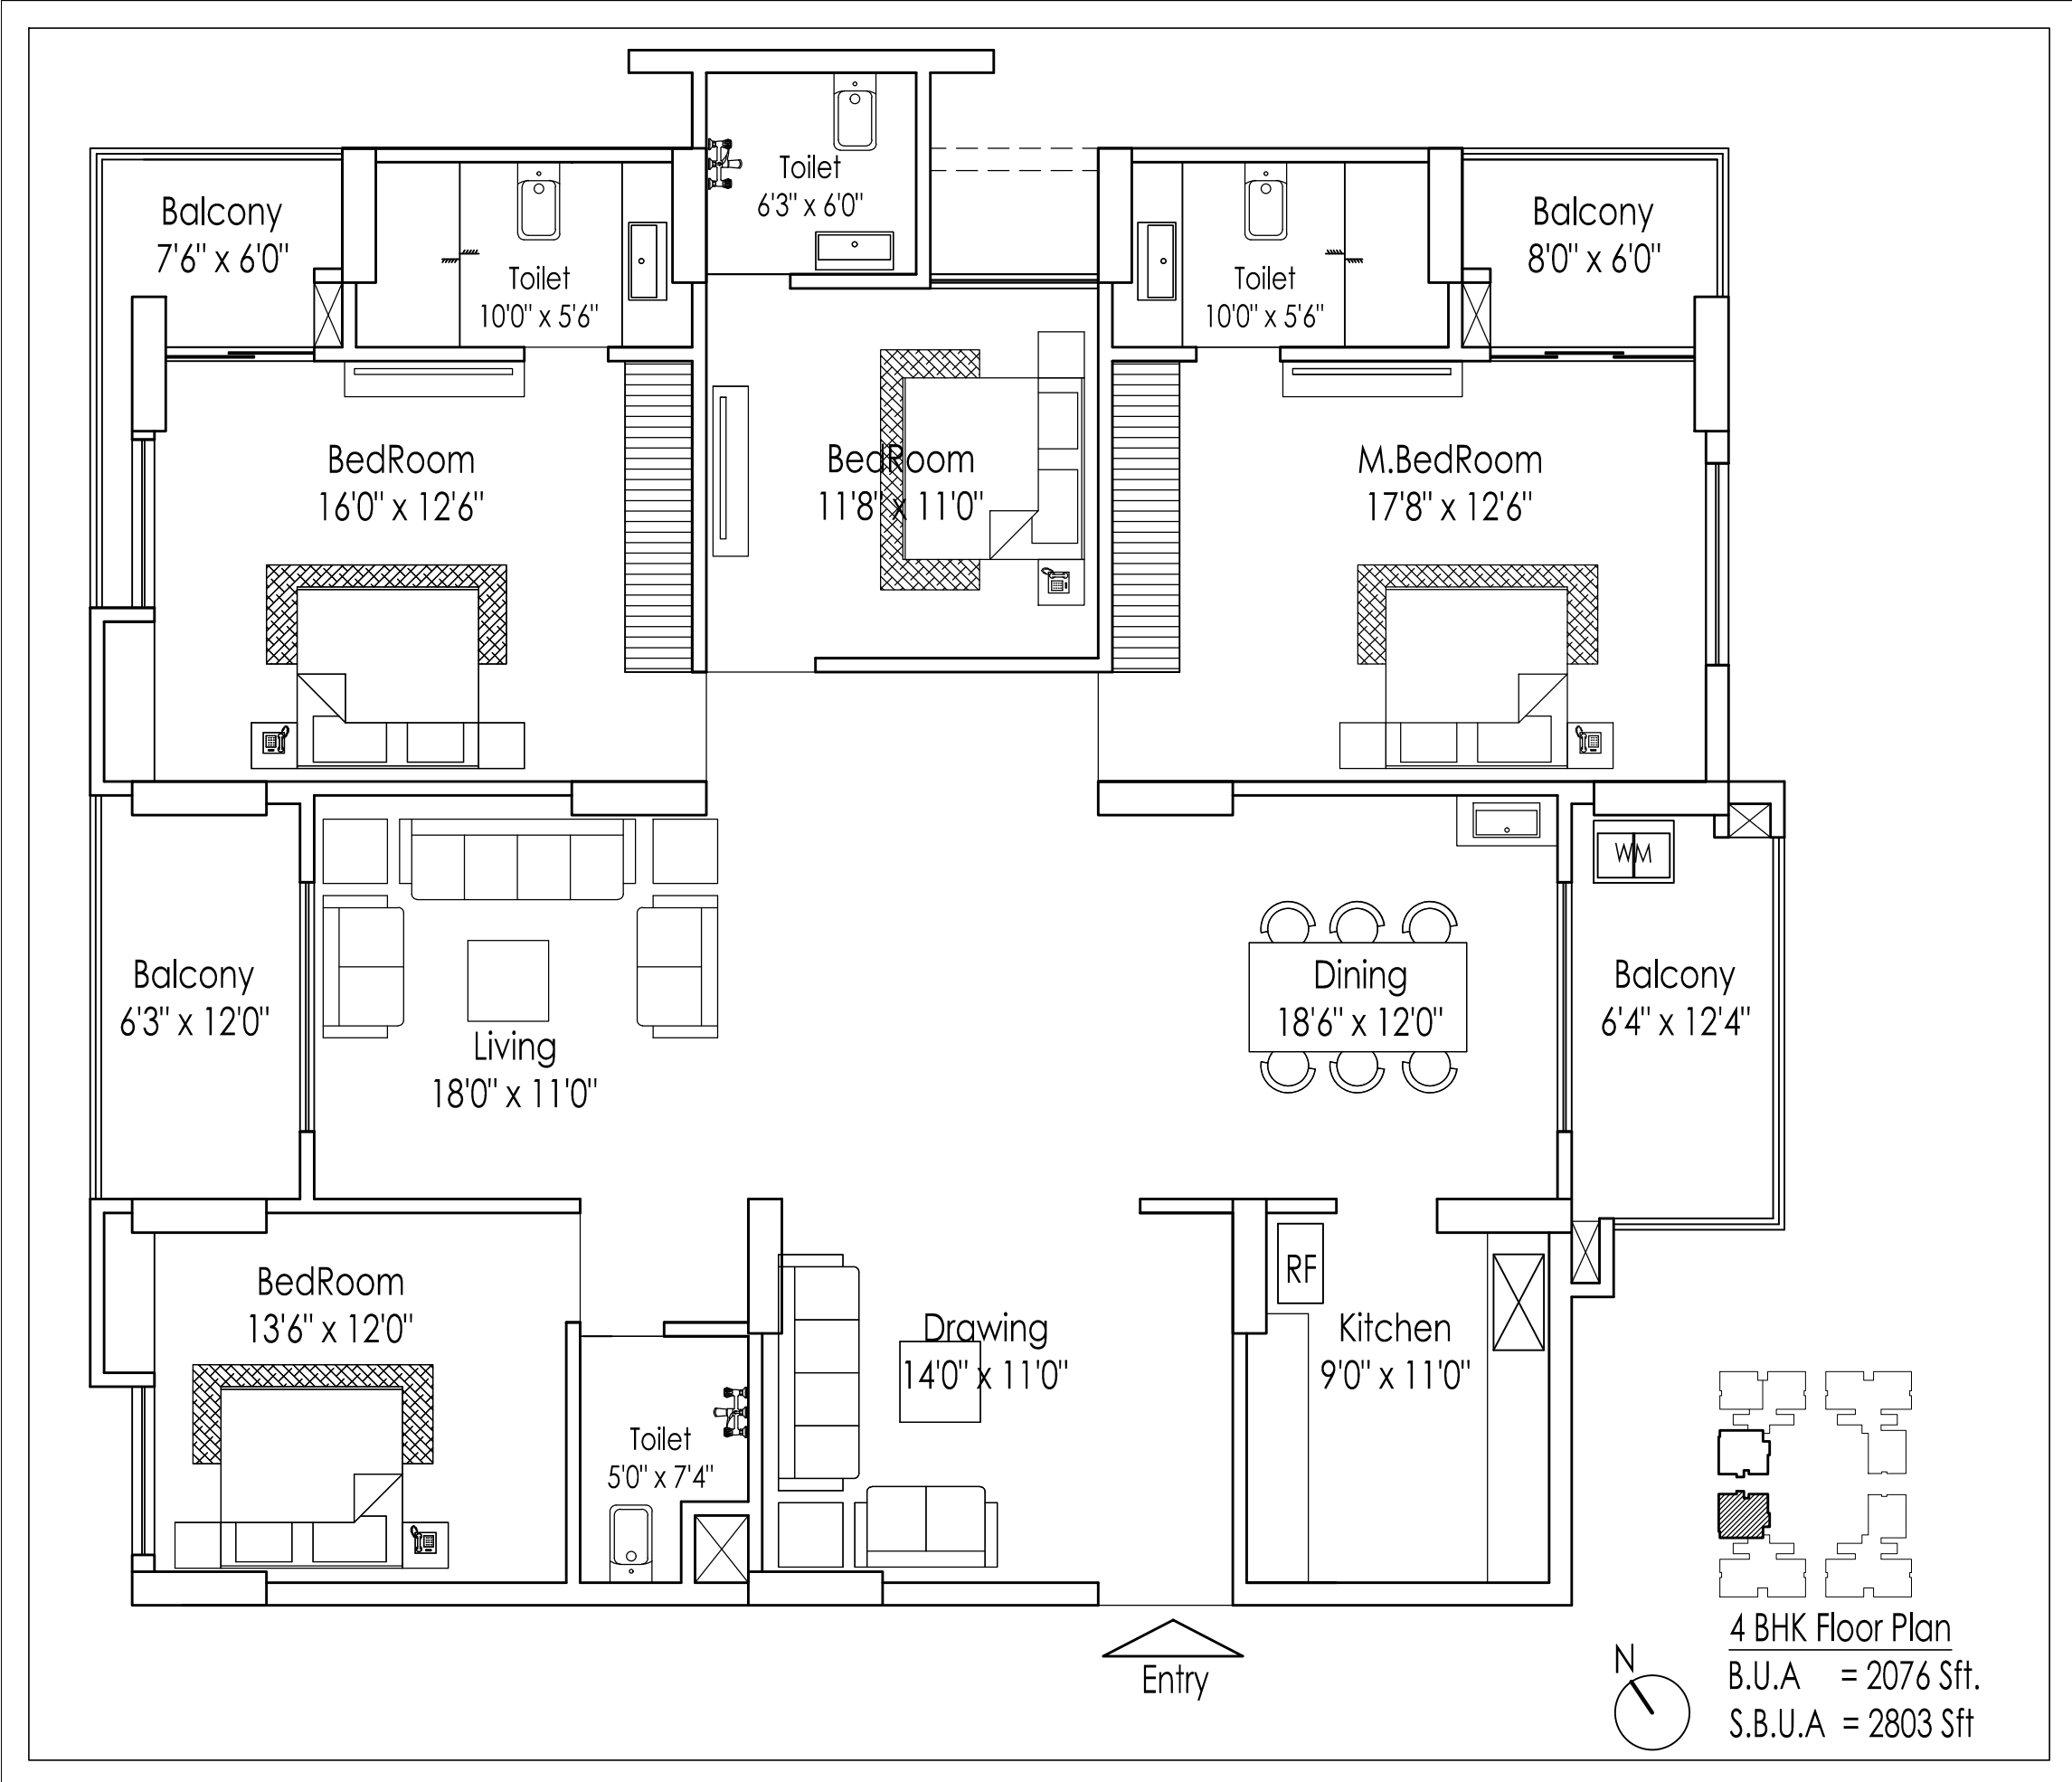 Toilet
6'3" x 6'0"
Balcony
7'6" x 6'0"
Toilet
10'0" x 5'6"
Toilet
10'0" x 5'6"
Balcony
8'0" x 6'0"
BedRoom
16'0" x 12'6"
BedRoom
11'8" x 11'0"
M.BedRoom
17'8" x 12'6"
WM
Balcony
6'3" x 12'0"
Living
18'0" x 11'0"
Dining
18'6" x 12'0"
Balcony
6'4" x 12'4"
BedRoom
13'6" x 12'0"
Toilet
5'0" x 7'4"
Drawing
14'0" x 11'0"
RF
Kitchen
9'0" x 11'0"
Entry
N
4 BHK Floor Plan
B.U.A = 2076 Sft.
S.B.U.A = 2803 Sft